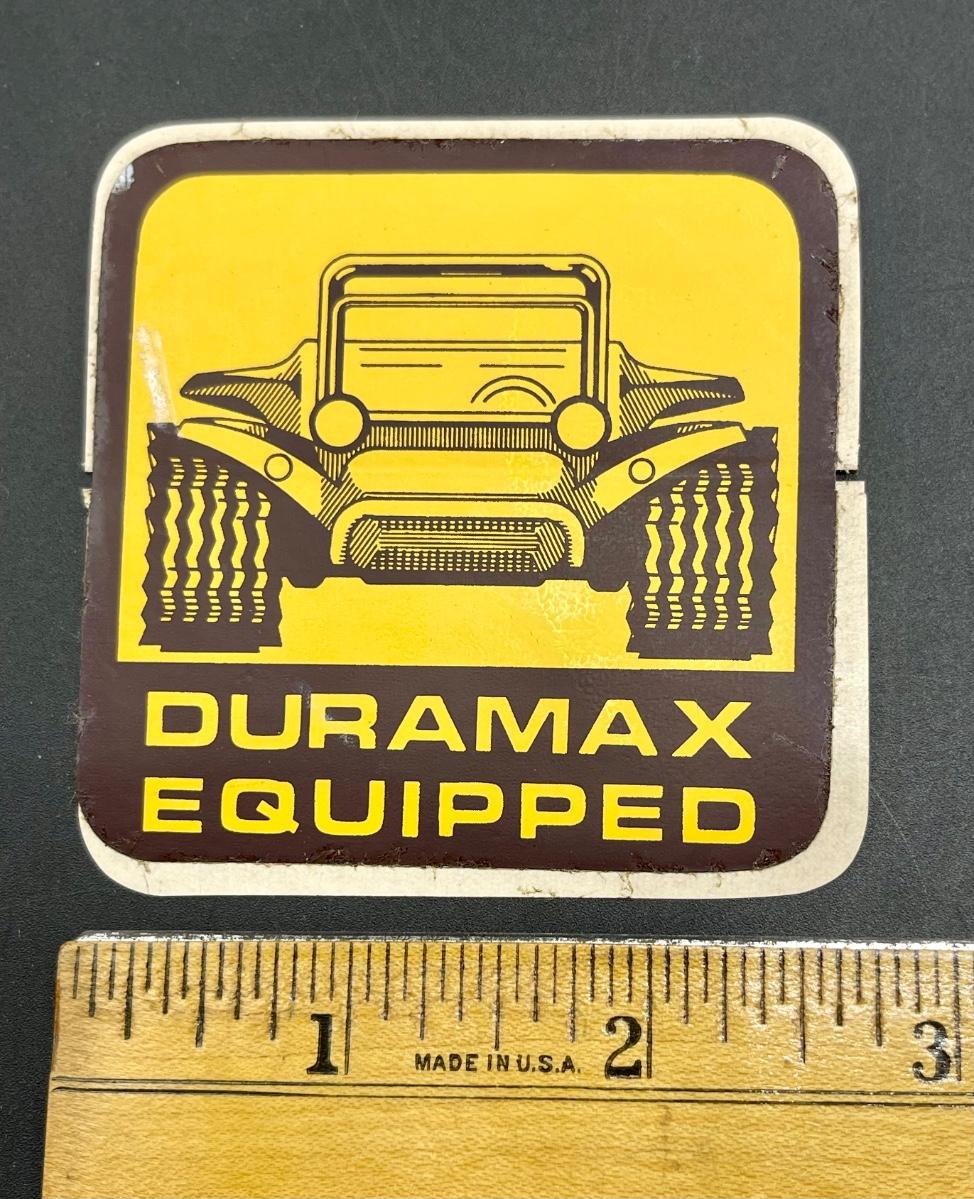 DURAMAX
EQUIPPED
1 MADE IN U.S.A. 2 3